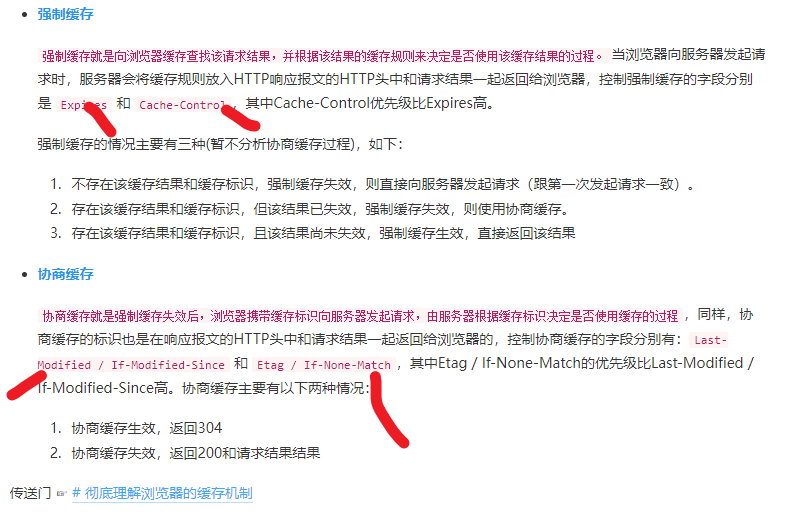 强制缓存
强制缓存就是向浏览器缓存查找该请求结果，并根据该结果的缓存规则来决定是否使用该缓存结果的过程。当浏览器向服务器发起请
求时，服务器会将缓存规则放入HTTP响应报文的HTTP头中和请求结果一起返回给浏览器，控制强制缓存的字段分别
是 Expires 和 Cache-Control，其中Cache-Control优先级比Expires高。
强制缓存的情况主要有三种(暂不分析协商缓存过程)，如下：
1. 不存在该缓存结果和缓存标识，强制缓存失效，则直接向服务器发起请求（跟第一次发起请求一致）。
2. 存在该缓存结果和缓存标识，但该结果已失效，强制缓存失效，则使用协商缓存。
3. 存在该缓存结果和缓存标识，且该结果尚未失效，强制缓存生效，直接返回该结果
协商缓存
协商缓存就是强制缓存失效后，浏览器携带缓存标识向服务器发起请求，由服务器根据缓存标识决定是否使用缓存的过程，同样，协
商缓存的标识也是在响应报文的HTTP头中和请求结果一起返回给浏览器的，控制协商缓存的字段分别有：Last-
Modified / If-Modified-Since 和 Etag / If-None-Match，其中Etag / If-None-Match的优先级比Last-Modified /
If-Modified-Since高。协商缓存主要有以下两种情况：
1. 协商缓存生效，返回304
2. 协商缓存失效，返回200和请求结果结果
传送门 ☞ # 彻底理解浏览器的缓存机制